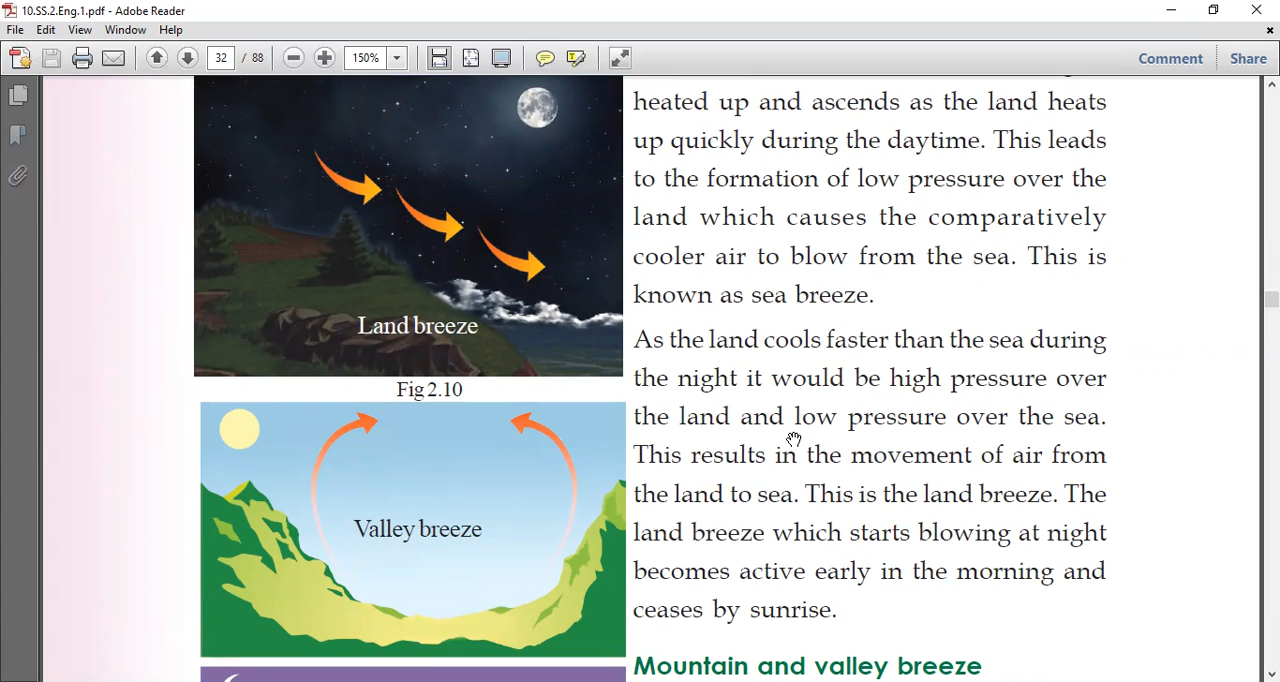 10.SS.2.Eng.1.pdf - Adobe Reader
File Edit View Window Help
32 / 88 150% Comment Share
heated up and ascends as the land heats
up quickly during the daytime. This leads
to the formation of low pressure over the
land which causes the comparatively
cooler air to blow from the sea. This is
known as sea breeze.
Land breeze
Fig 2.10
Valley breeze
As the land cools faster than the sea during
the night it would be high pressure over
the land and low pressure over the sea.
This results in the movement of air from
the land to sea. This is the land breeze. The
land breeze which starts blowing at night
becomes active early in the morning and
ceases by sunrise.
Mountain and valley breeze